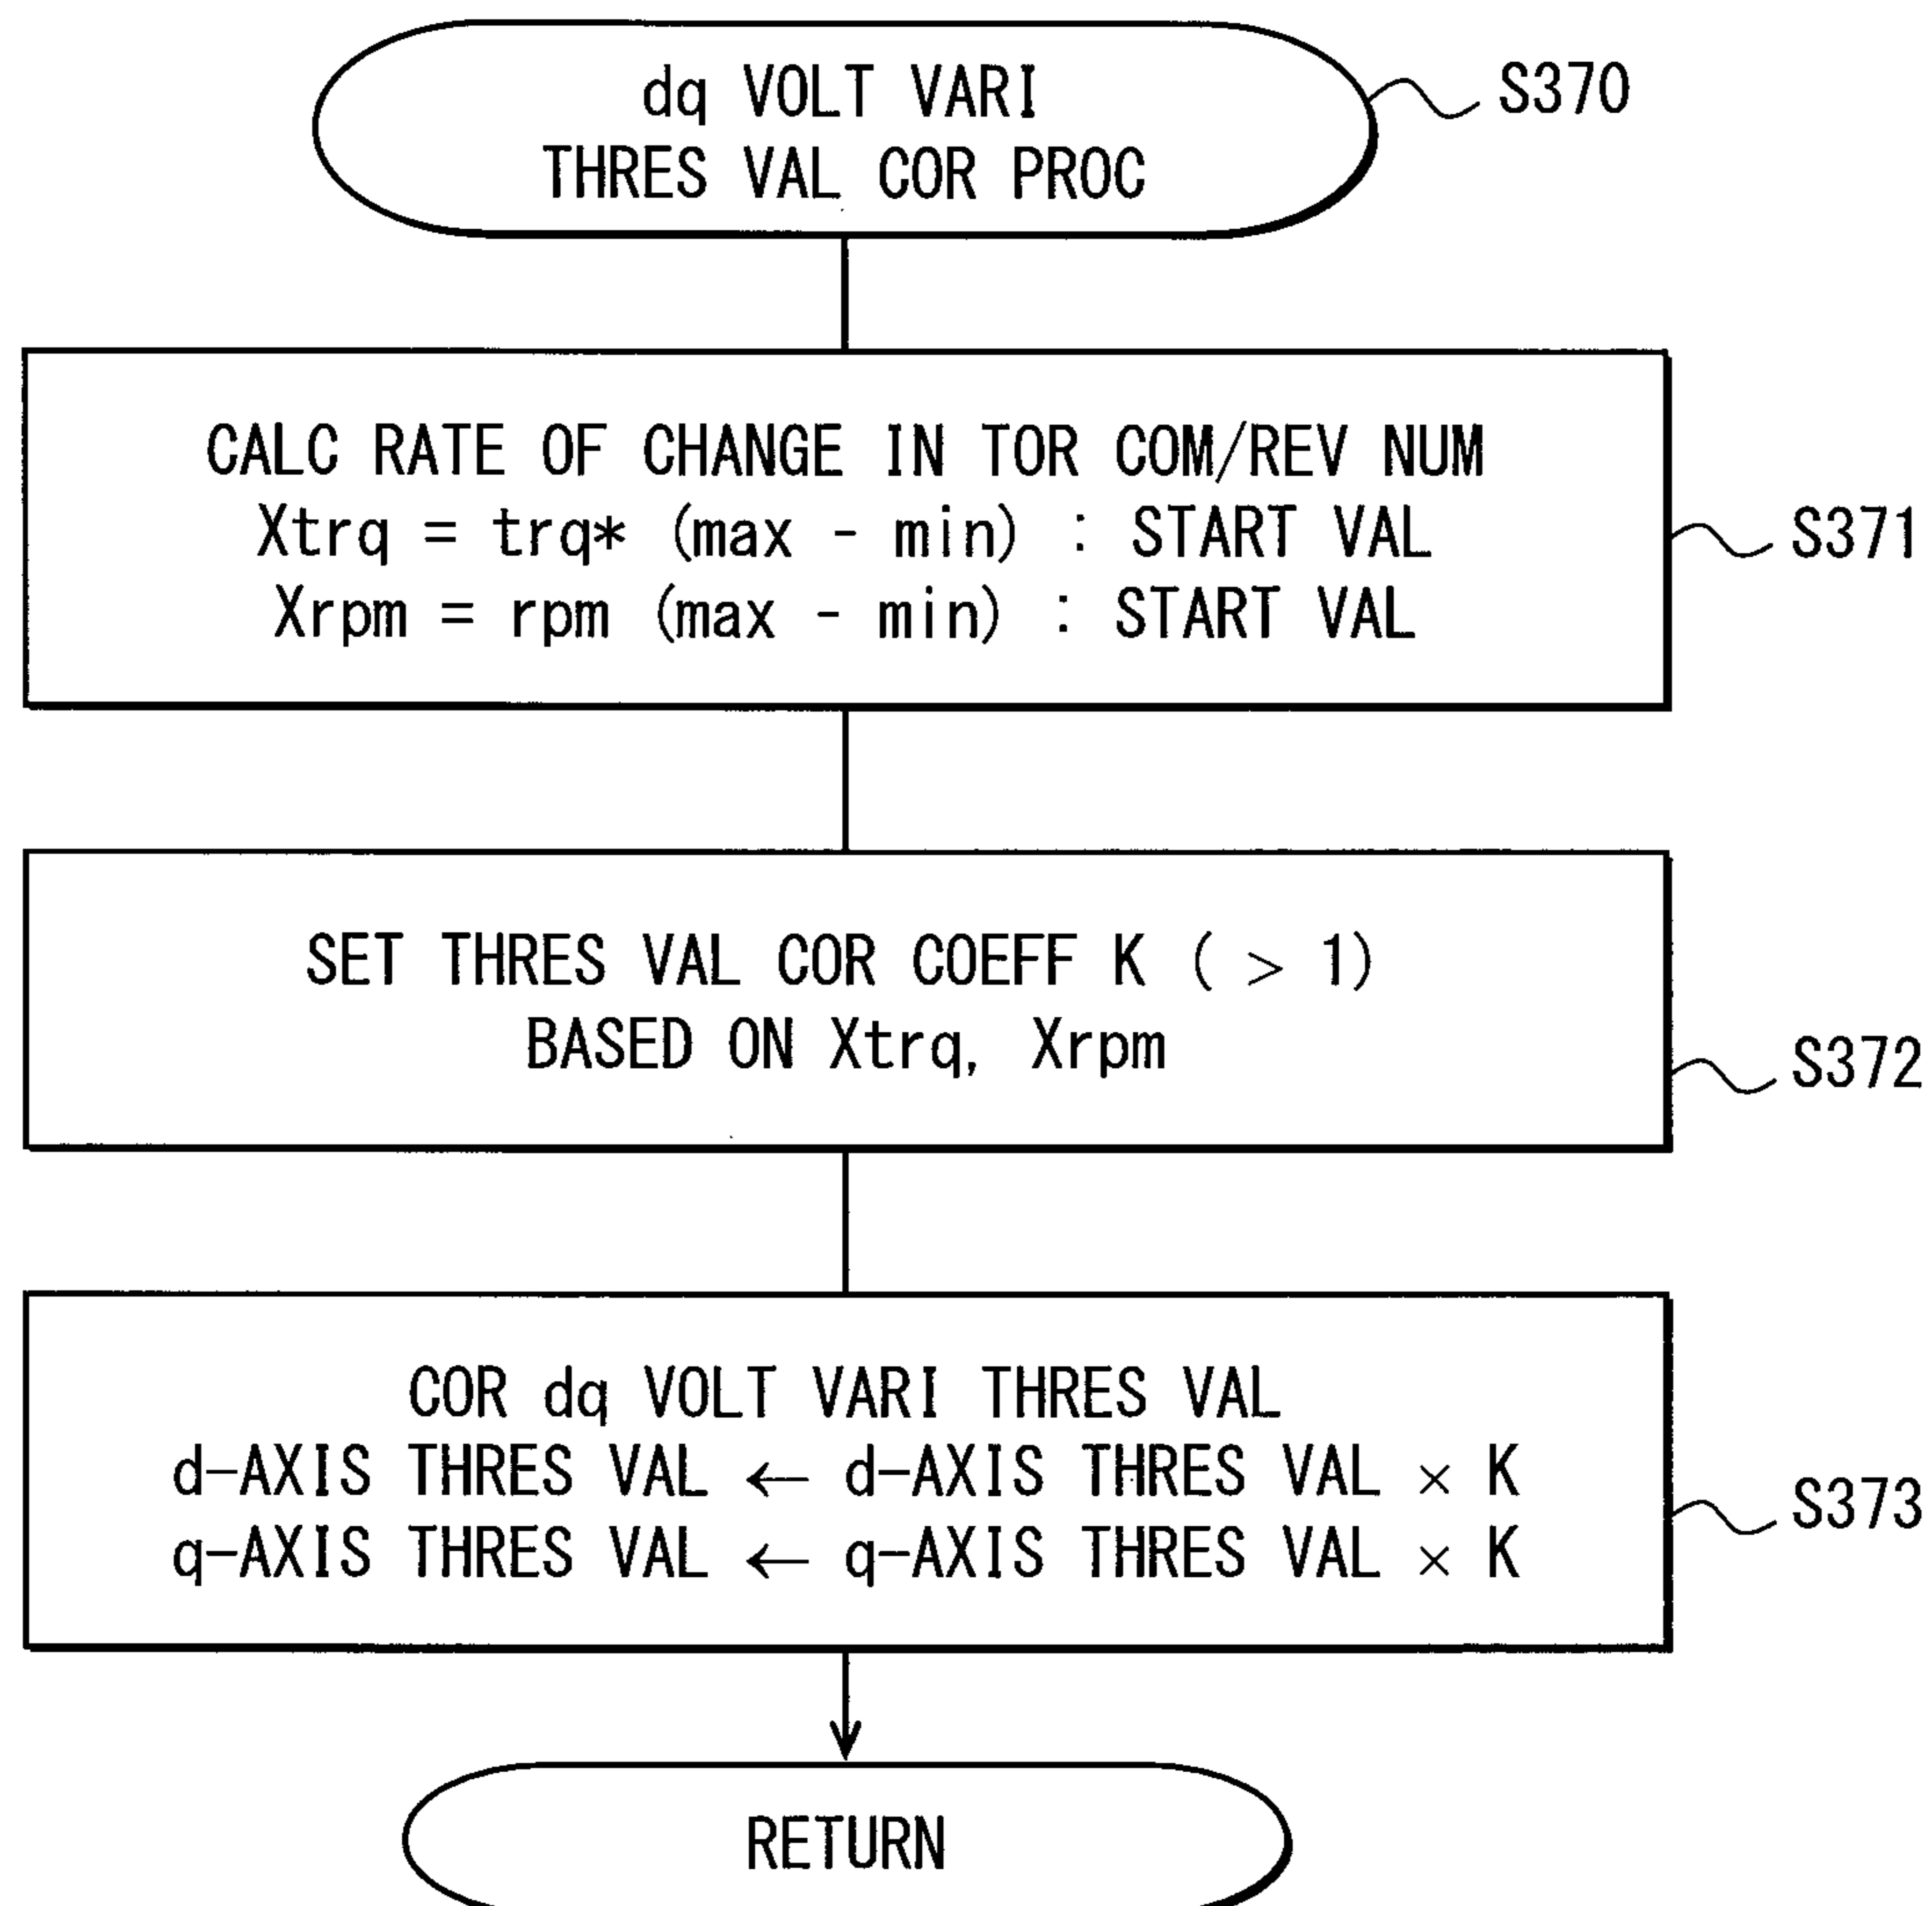 dq VOLT VARI
THRES VAL COR PROC
S370
CALC RATE OF CHANGE IN TOR COM/REV NUM
Xtrq = trq* (max - min) : START VAL
Xrpm = rpm (max - min) : START VAL
S371
SET THRES VAL COR COEFF K ( > 1)
BASED ON Xtrq, Xrpm
S372
COR dq VOLT VARI THRES VAL
d-AXIS THRES VAL ← d-AXIS THRES VAL × K
q-AXIS THRES VAL ← q-AXIS THRES VAL × K
S373
RETURN